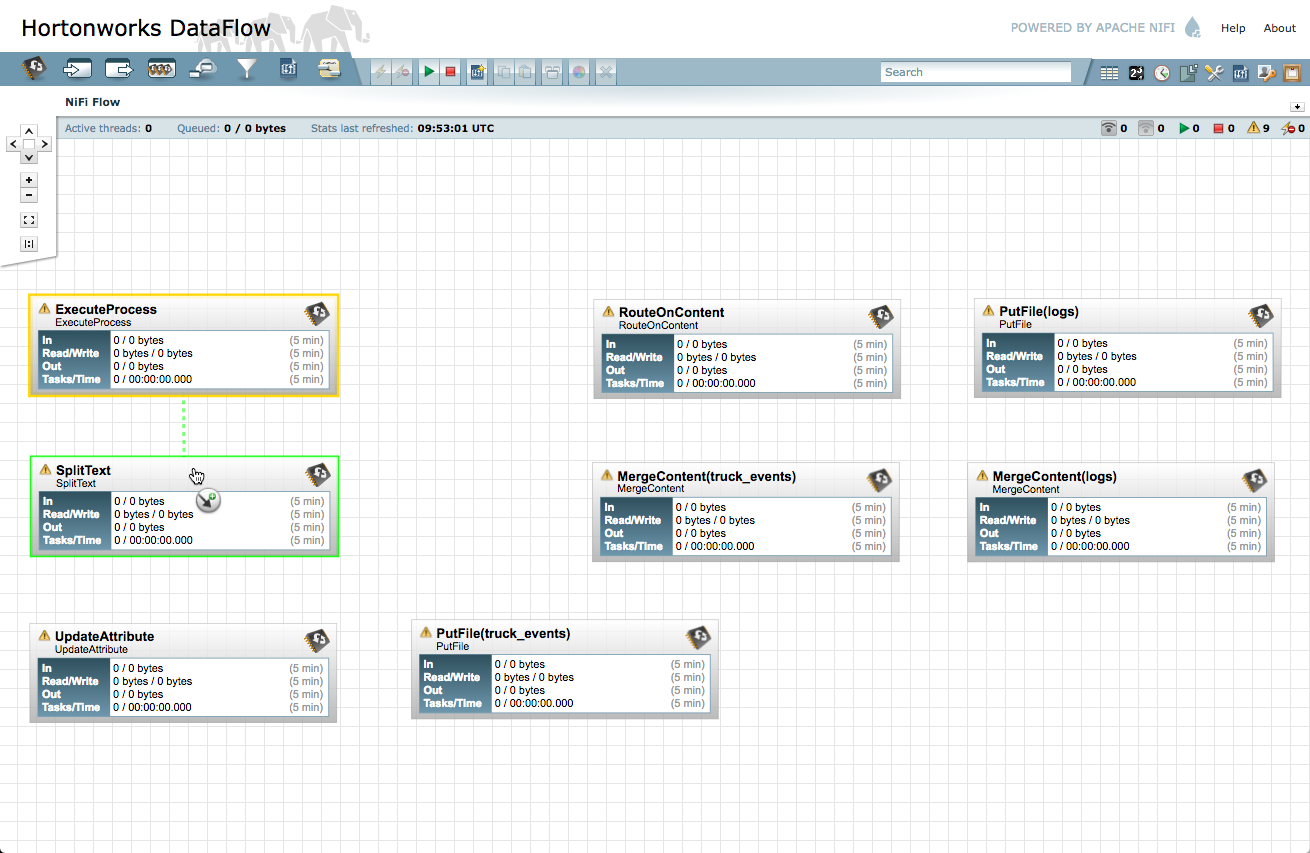 Hortonworks DataFlow
POWERED BY APACHE NIFI
Help
About
Search
NiFi Flow
Active threads: 0
Queued: 0 / 0 bytes
Stats last refreshed: 09:53:01 UTC
0
0
0
0
9
0
ExecuteProcess
ExecuteProcess
In 0 / 0 bytes (5 min)
Read/Write 0 bytes / 0 bytes (5 min)
Out 0 / 0 bytes (5 min)
Tasks/Time 0 / 00:00:00.000 (5 min)
RouteOnContent
RouteOnContent
In 0 / 0 bytes (5 min)
Read/Write 0 bytes / 0 bytes (5 min)
Out 0 / 0 bytes (5 min)
Tasks/Time 0 / 00:00:00.000 (5 min)
PutFile(logs)
PutFile
In 0 / 0 bytes (5 min)
Read/Write 0 bytes / 0 bytes (5 min)
Out 0 / 0 bytes (5 min)
Tasks/Time 0 / 00:00:00.000 (5 min)
SplitText
SplitText
In 0 / 0 bytes (5 min)
Read/Write 0 bytes / 0 bytes (5 min)
Out 0 / 0 bytes (5 min)
Tasks/Time 0 / 00:00:00.000 (5 min)
MergeContent(truck_events)
MergeContent
In 0 / 0 bytes (5 min)
Read/Write 0 bytes / 0 bytes (5 min)
Out 0 / 0 bytes (5 min)
Tasks/Time 0 / 00:00:00.000 (5 min)
MergeContent(logs)
MergeContent
In 0 / 0 bytes (5 min)
Read/Write 0 bytes / 0 bytes (5 min)
Out 0 / 0 bytes (5 min)
Tasks/Time 0 / 00:00:00.000 (5 min)
UpdateAttribute
UpdateAttribute
In 0 / 0 bytes (5 min)
Read/Write 0 bytes / 0 bytes (5 min)
Out 0 / 0 bytes (5 min)
Tasks/Time 0 / 00:00:00.000 (5 min)
PutFile(truck_events)
PutFile
In 0 / 0 bytes (5 min)
Read/Write 0 bytes / 0 bytes (5 min)
Out 0 / 0 bytes (5 min)
Tasks/Time 0 / 00:00:00.000 (5 min)